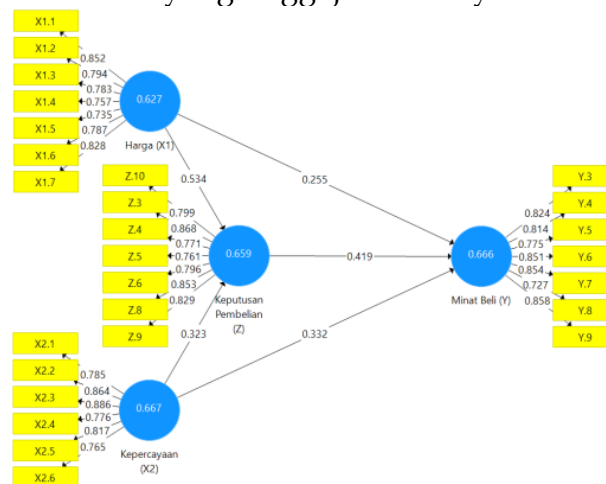 X1.1
X1.2
X1.3
X1.4
X1.5
X1.6
X1.7
0.852
0.794
0.783
0.757
0.735
0.787
0.828
0.627
Harga (X1)
0.534
0.255
Z.10
Z.3
Z.4
Z.5
Z.6
Z.8
Z.9
0.799
0.868
0.771
0.761
0.796
0.853
0.829
0.659
Keputusan
Pembelian
(Z)
0.419
0.323
0.332
0.666
Minat Beli (Y)
0.824
0.814
0.775
0.851
0.854
0.727
0.858
Y.3
Y.4
Y.5
Y.6
Y.7
Y.8
Y.9
X2.1
X2.2
X2.3
X2.4
X2.5
X2.6
0.785
0.864
0.886
0.776
0.817
0.765
0.667
Kepercayaan
(X2)